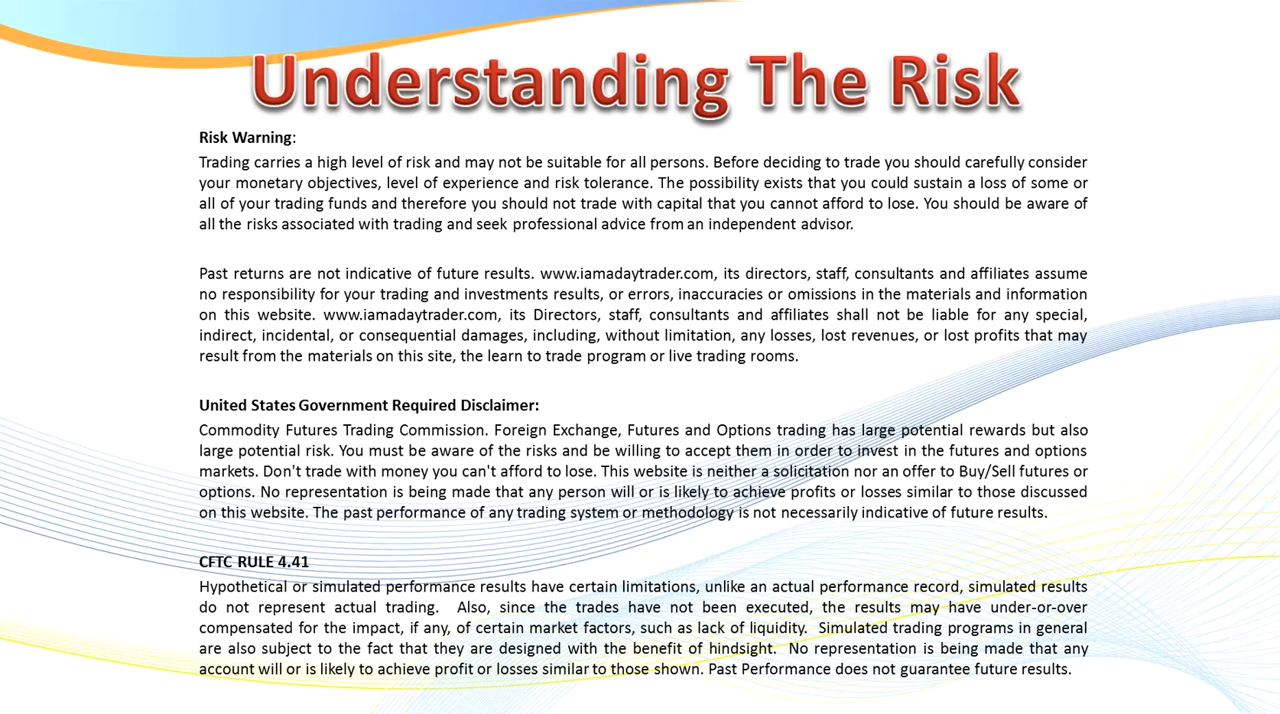 Understanding The Risk
Risk Warning:
Trading carries a high level of risk and may not be suitable for all persons. Before deciding to trade you should carefully consider
your monetary objectives, level of experience and risk tolerance. The possibility exists that you could sustain a loss of some or
all of your trading funds and therefore you should not trade with capital that you cannot afford to lose. You should be aware of
all the risks associated with trading and seek professional advice from an independent advisor.
Past returns are not indicative of future results. www.iamadaytrader.com, its directors, staff, consultants and affiliates assume
no responsibility for your trading and investments results, or errors, inaccuracies or omissions in the materials and information
on this website. www.iamadaytrader.com, its Directors, staff, consultants and affiliates shall not be liable for any special,
indirect, incidental, or consequential damages, including, without limitation, any losses, lost revenues, or lost profits that may
result from the materials on this site, the learn to trade program or live trading rooms.
United States Government Required Disclaimer:
Commodity Futures Trading Commission. Foreign Exchange, Futures and Options trading has large potential rewards but also
large potential risk. You must be aware of the risks and be willing to accept them in order to invest in the futures and options
markets. Don't trade with money you can't afford to lose. This website is neither a solicitation nor an offer to Buy/Sell futures or
options. No representation is being made that any person will or is likely to achieve profits or losses similar to those discussed
on this website. The past performance of any trading system or methodology is not necessarily indicative of future results.
CFTC RULE 4.41
Hypothetical or simulated performance results have certain limitations, unlike an actual performance record, simulated results
do not represent actual trading. Also, since the trades have not been executed, the results may have under-or-over
compensated for the impact, if any, of certain market factors, such as lack of liquidity. Simulated trading programs in general
are also subject to the fact that they are designed with the benefit of hindsight. No representation is being made that any
account will or is likely to achieve profit or losses similar to those shown. Past Performance does not guarantee future results.